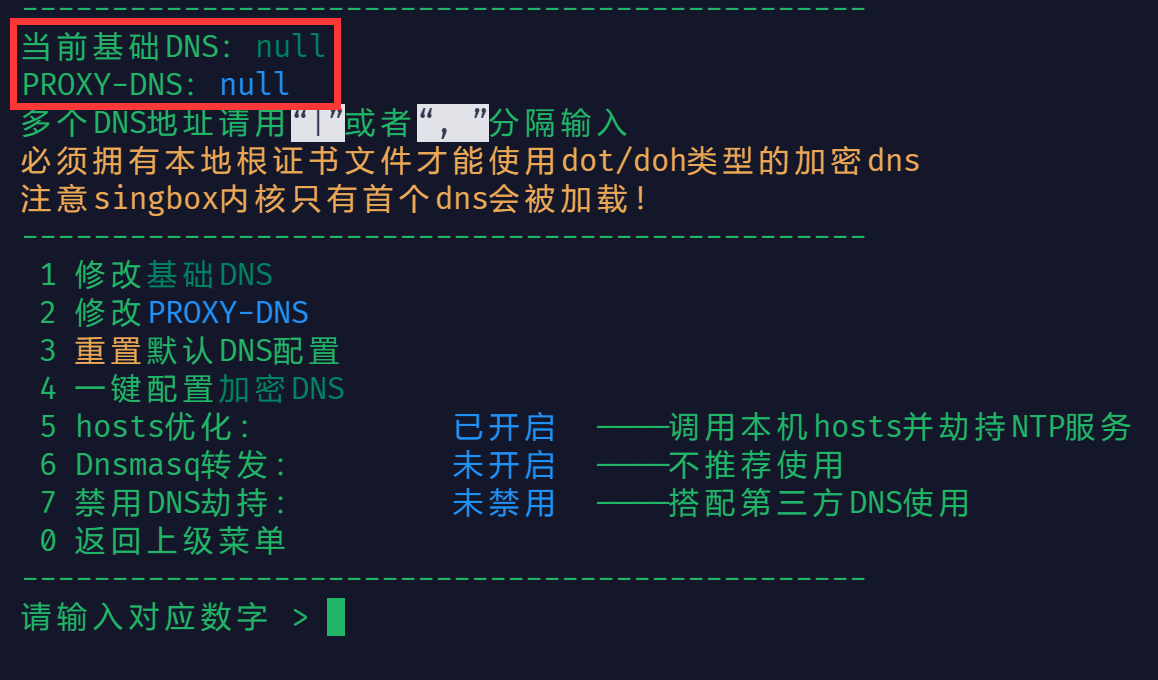 -----------------------------------------------
当前基础DNS: null
PROXY-DNS: null
多个DNS地址请用“|”或者“, ”分隔输入
必须拥有本地根证书文件才能使用dot/doh类型的加密dns
注意singbox内核只有首个dns会被加载!
-----------------------------------------------
1 修改基础DNS
2 修改PROXY-DNS
3 重置默认DNS配置
4 一键配置加密DNS
5 hosts优化: 已开启 ————调用本机hosts并劫持NTP服务
6 Dnsmasq转发: 未开启 ————不推荐使用
7 禁用DNS劫持: 未禁用 ————搭配第三方DNS使用
0 返回上级菜单
-----------------------------------------------
请输入对应数字 >